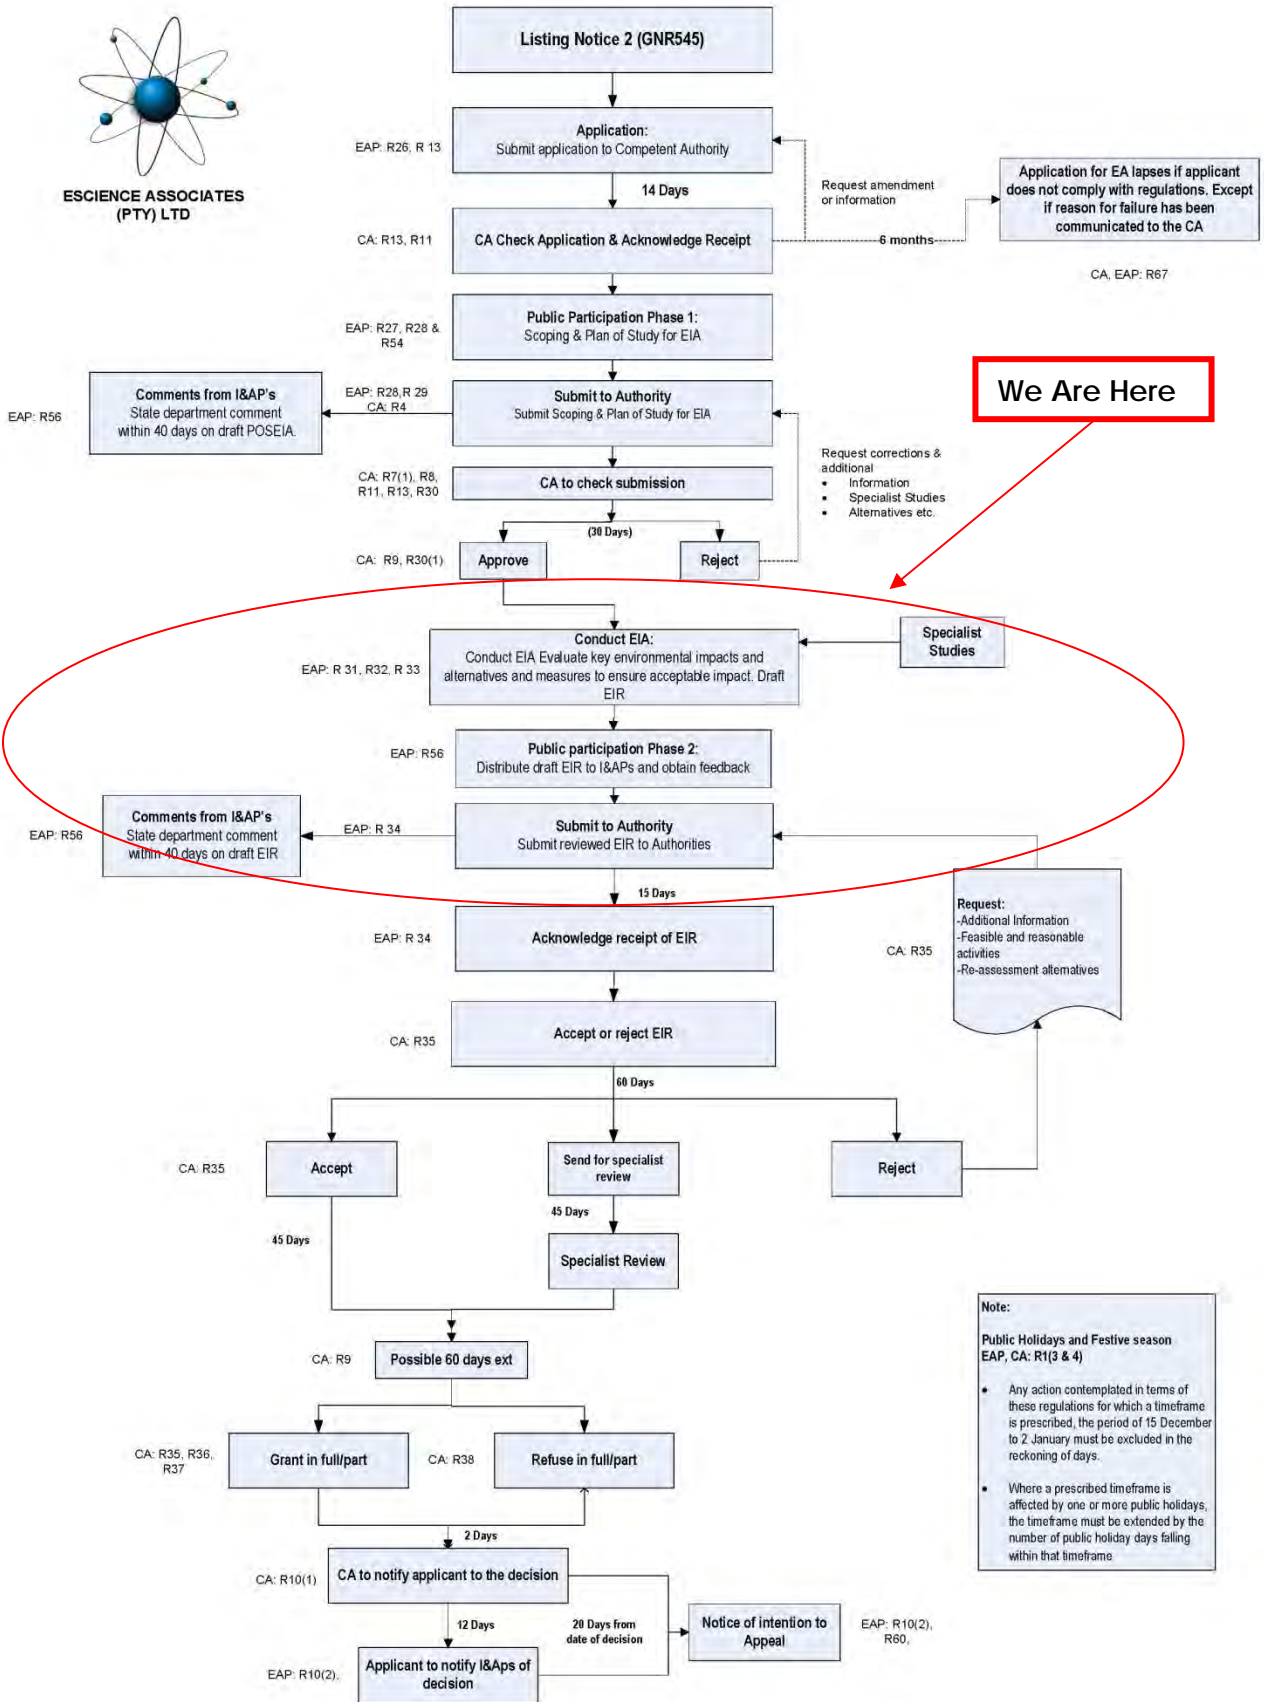 Listing Notice 2 (GNR545)
ESCIENCE ASSOCIATES
(PTY) LTD
EAP: R26, R 13
Application:
Submit application to Competent Authority
14 Days
Request amendment
or information
Application for EA lapses if applicant
does not comply with regulations. Except
if reason for failure has been
communicated to the CA
CA: R13, R11
CA Check Application & Acknowledge Receipt
6 months
CA, EAP: R67
EAP: R27, R28 &
R54
Public Participation Phase 1:
Scoping & Plan of Study for EIA
We Are Here
EAP: R56
Comments from I&AP's
State department comment
within 40 days on draft POSEIA.
EAP: R28,R 29
CA: R4
Submit to Authority
Submit Scoping & Plan of Study for EIA
Request corrections &
additional
• Information
• Specialist Studies
• Alternatives etc.
CA: R7(1), R8,
R11, R13, R30
CA to check submission
(30 Days)
CA: R9, R30(1)
Approve
Reject
EAP: R 31, R32, R 33
Conduct EIA:
Conduct EIA Evaluate key environmental impacts and
alternatives and measures to ensure acceptable impact. Draft
EIR
Specialist
Studies
EAP: R56
Public participation Phase 2:
Distribute draft EIR to I&APs and obtain feedback
EAP: R56
Comments from I&AP's
State department comment
within 40 days on draft EIR
EAP: R 34
Submit to Authority
Submit reviewed EIR to Authorities
15 Days
EAP: R 34
Acknowledge receipt of EIR
CA: R35
Request:
-Additional Information
-Feasible and reasonable
activities
-Re-assessment alternatives
CA: R35
Accept or reject EIR
60 Days
CA: R35
Accept
Send for specialist
review
Reject
45 Days
45 Days
Specialist Review
CA: R9
Possible 60 days ext
CA: R35, R36,
R37
Grant in full/part
CA: R38
Refuse in full/part
2 Days
CA: R10(1)
CA to notify applicant to the decision
12 Days
20 Days from
date of decision
Notice of intention to
Appeal
EAP: R10(2),
R60,
EAP: R10(2),
Applicant to notify I&Aps of
decision
Note:
Public Holidays and Festive season
EAP, CA: R1(3 & 4)
• Any action contemplated in terms of
these regulations for which a timeframe
is prescribed, the period of 15 December
to 2 January must be excluded in the
reckoning of days.
• Where a prescribed timeframe is
affected by one or more public holidays,
the timeframe must be extended by the
number of public holiday days falling
within that timeframe